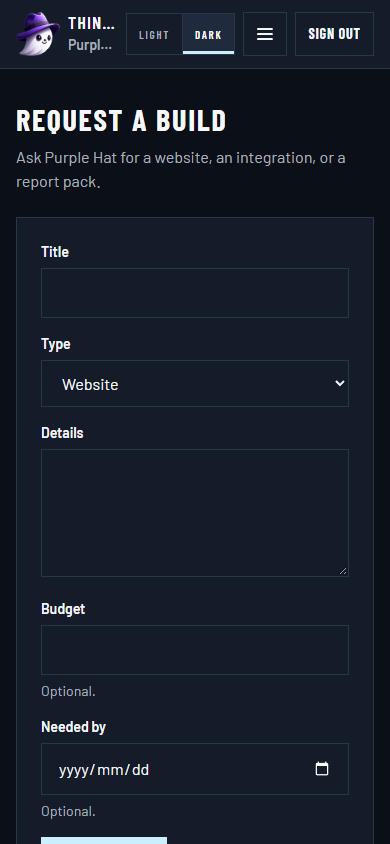 THIN...
Purpl...
LIGHT
DARK
SIGN OUT
REQUEST A BUILD
Ask Purple Hat for a website, an integration, or a
report pack.
Title
Type
Website
Details
Budget
Optional.
Needed by
yyyy/mm/dd
Optional.